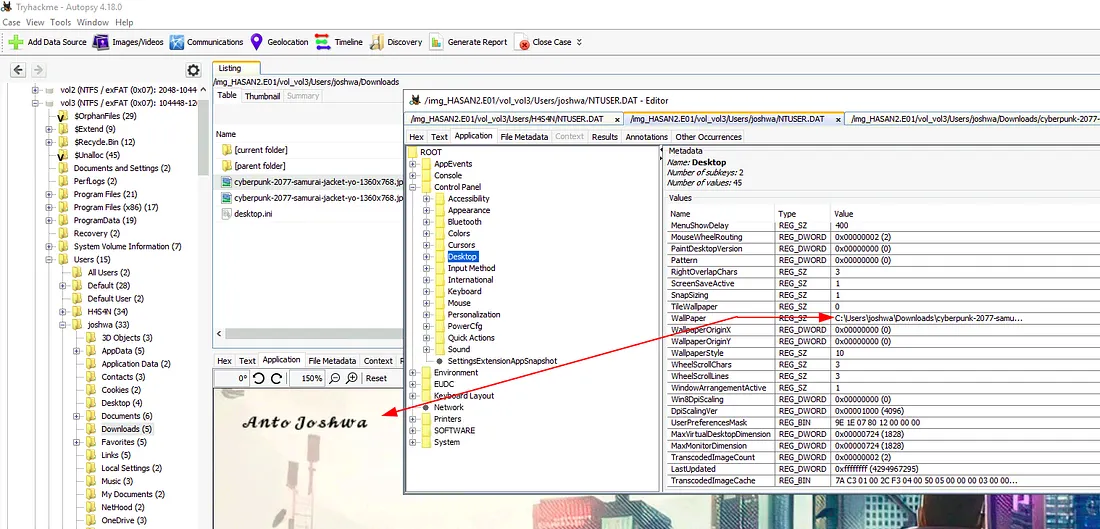 Tryhackme - Autopsy 4.18.0
Case View Tools Window Help
Add Data Source Images/Videos Communications Geolocation Timeline Discovery Generate Report Close Case
Listing
/img_HASAN2.E01/vol_vol3/Users/joshwa/Downloads
Table Thumbnail Summary
Name
[current folder]
[parent folder]
cyberpunk-2077-samurai-jacket-yo-1360x768.jp
cyberpunk-2077-samurai-jacket-yo-1360x768.jp
desktop.ini
vol2 (NTFS / exFAT (0x07): 2048-1044
vol3 (NTFS / exFAT (0x07): 104448-12
$OrphanFiles (29)
$Extend (9)
$Recycle.Bin (12)
$Unalloc (45)
Documents and Settings (2)
PerfLogs (2)
Program Files (21)
Program Files (x86) (17)
ProgramData (19)
Recovery (2)
System Volume Information (7)
Users (15)
All Users (2)
Default (28)
Default User (2)
H4S4N (34)
joshwa (33)
3D Objects (3)
AppData (5)
Application Data (2)
Contacts (3)
Cookies (2)
Desktop (4)
Documents (6)
Downloads (5)
Favorites (5)
Links (5)
Local Settings (2)
Music (3)
My Documents (2)
NetHood (2)
OneDrive (3)
Hex Text Application File Metadata Context
0° 150% Reset
Anto Joshwa
/img_HASAN2.E01/vol_vol3/Users/joshwa/NTUSER.DAT - Editor
/img_HASAN2.E01/vol_vol3/Users/H4S4N/NTUSER.DAT x /img_HASAN2.E01/vol_vol3/Users/joshwa/NTUSER.DAT x /img_HASAN2.E01/vol_vol3/Users/joshwa/Downloads/cyberpunk-2077-
Hex Text Application File Metadata Context Results Annotations Other Occurrences
ROOT
AppEvents
Console
Control Panel
Accessibility
Appearance
Bluetooth
Colors
Cursors
Desktop
Input Method
International
Keyboard
Mouse
Personalization
PowerCfg
Quick Actions
Sound
SettingsExtensionAppSnapshot
Environment
EUDC
Keyboard Layout
Network
Printers
SOFTWARE
System
Metadata
Name: Desktop
Number of subkeys: 2
Number of values: 45
Values
Name Type Value
MenuShowDelay REG_SZ 400
MouseWheelRouting REG_DWORD 0x00000002 (2)
PaintDesktopVersion REG_DWORD 0x00000000 (0)
Pattern REG_DWORD 0x00000000 (0)
RightOverlapChars REG_SZ 3
ScreenSaveActive REG_SZ 1
SnapSizing REG_SZ 1
TileWallpaper REG_SZ 0
WallPaper REG_SZ C:\Users\joshwa\Downloads\cyberpunk-2077-samu...
WallpaperOriginX REG_DWORD 0x00000000 (0)
WallpaperOriginY REG_DWORD 0x00000000 (0)
WallpaperStyle REG_SZ 10
WheelScrollChars REG_SZ 3
WheelScrollLines REG_SZ 3
WindowArrangementActive REG_SZ 1
Win8DpiScaling REG_DWORD 0x00000000 (0)
DpiScalingVer REG_DWORD 0x00001000 (4096)
UserPreferencesMask REG_BIN 9E 1E 07 80 12 00 00 00
MaxVirtualDesktopDimension REG_DWORD 0x00000724 (1828)
MaxMonitorDimension REG_DWORD 0x00000724 (1828)
TranscodedImageCount REG_DWORD 0x00000002 (2)
LastUpdated REG_DWORD 0xffffffff (4294967295)
TranscodedImageCache REG_BIN 7A C3 01 00 2C F3 04 00 50 05 00 00 00 03 00 00...